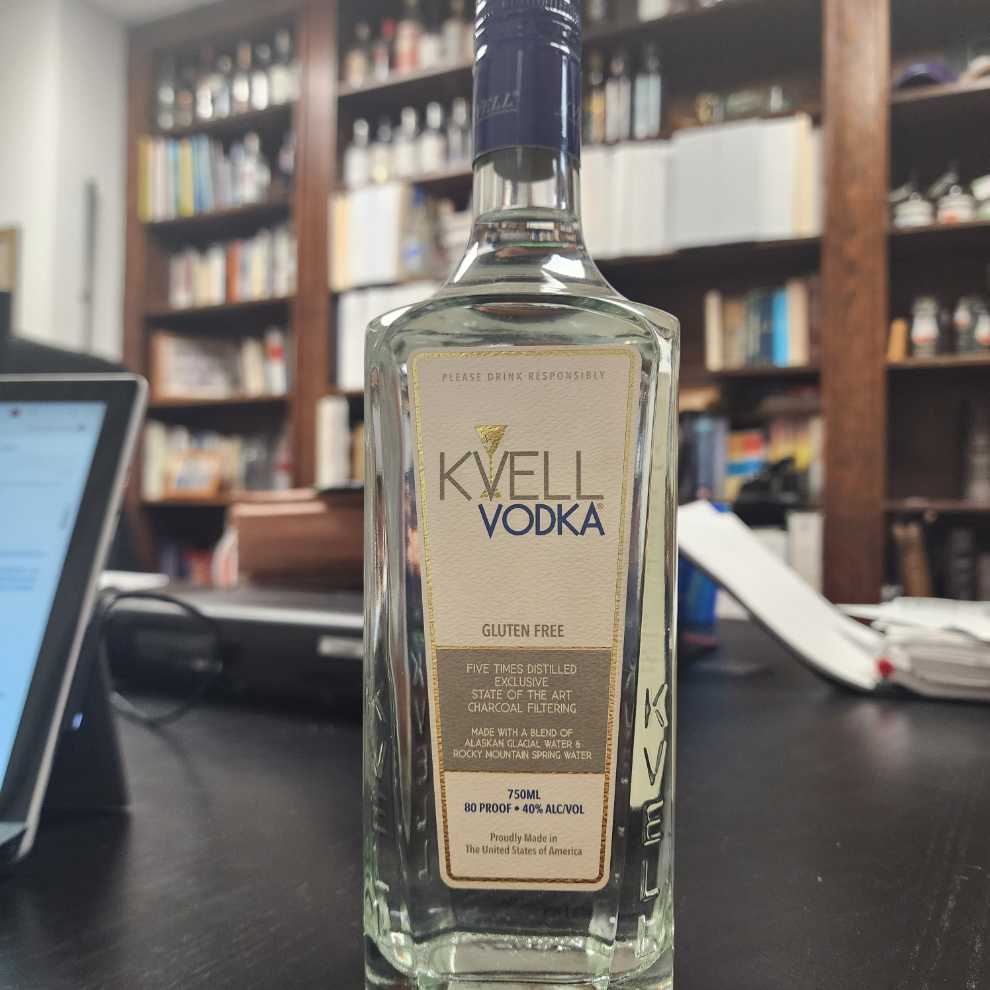 KVELL
PLEASE DRINK RESPONSIBLY
KVELL
VODKA®
GLUTEN FREE
FIVE TIMES DISTILLED
EXCLUSIVE
STATE OF THE ART
CHARCOAL FILTERING
MADE WITH A BLEND OF
ALASKAN GLACIAL WATER &
ROCKY MOUNTAIN SPRING WATER
750ML
80 PROOF • 40% ALC/VOL
Proudly Made in
The United States of America
KVELL